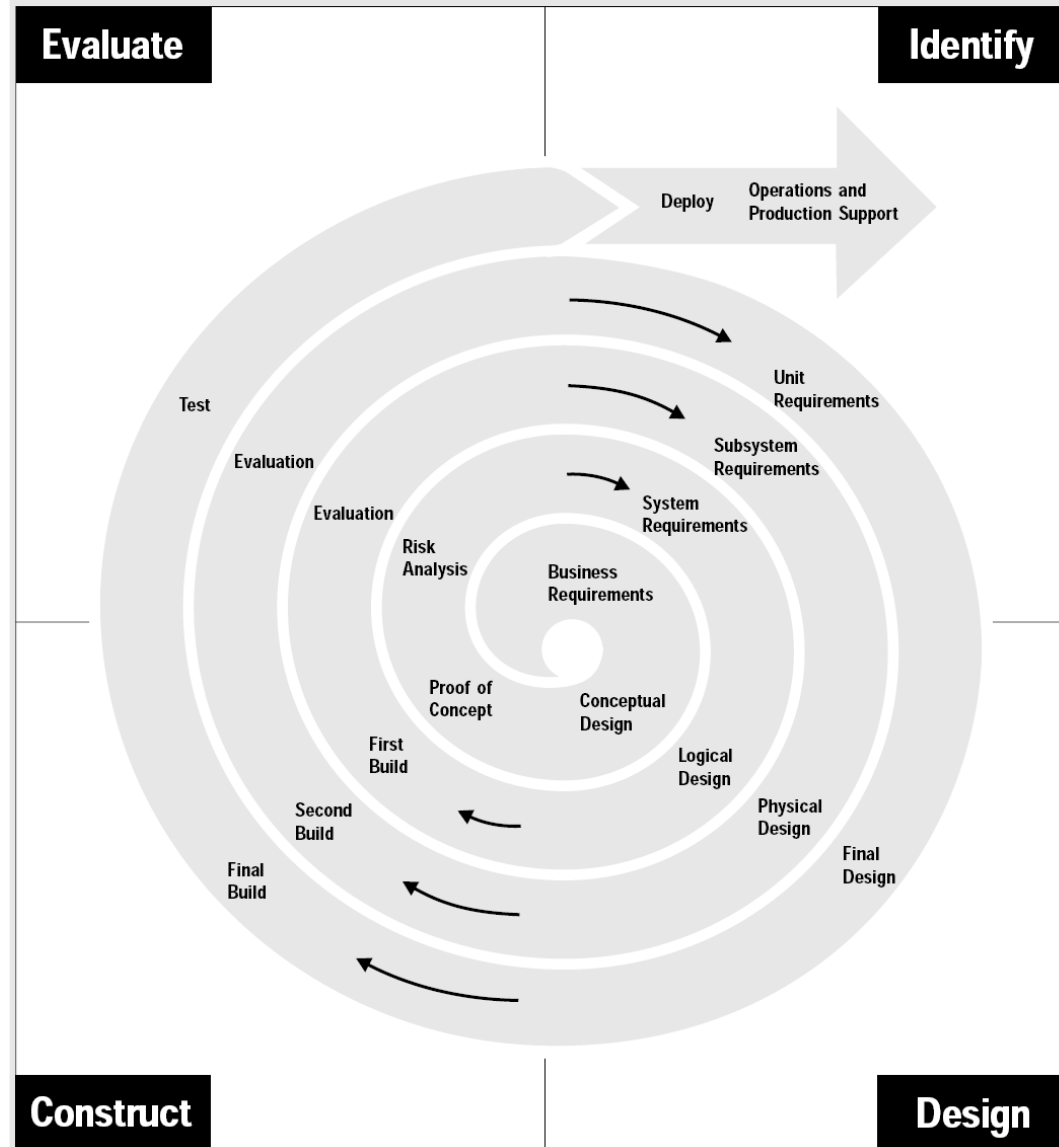 Evaluate
Identify
Deploy
Operations and
Production Support
Unit
Requirements
Test
Subsystem
Requirements
Evaluation
System
Requirements
Evaluation
Risk
Analysis
Business
Requirements
Proof of
Concept
Conceptual
Design
First
Build
Logical
Design
Second
Build
Physical
Design
Final
Build
Final
Design
Construct
Design